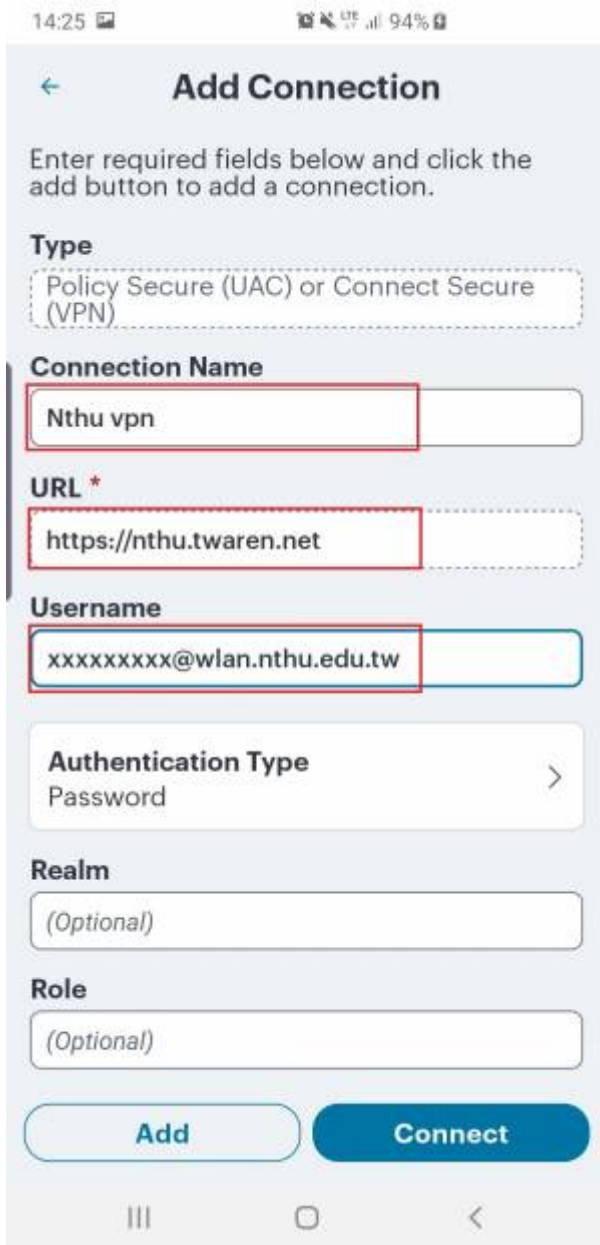 14:25 94%
Add Connection
Enter required fields below and click the
add button to add a connection.
Type
Policy Secure (UAC) or Connect Secure
(VPN)
Connection Name
Nthu vpn
URL *
https://nthu.twaren.net
Username
xxxxxxxxx@wlan.nthu.edu.tw
Authentication Type
Password
Realm
(Optional)
Role
(Optional)
Add Connect